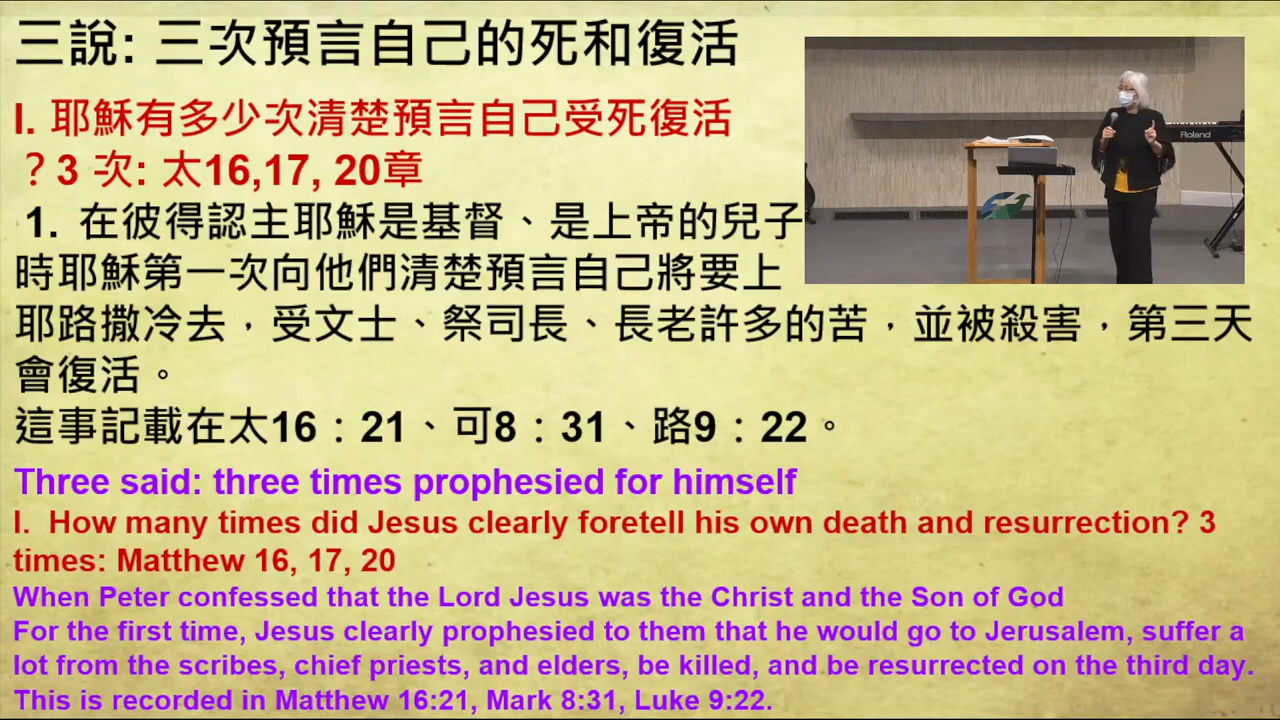 三說: 三次預言自己的死和復活
I. 耶穌有多少次清楚預言自己受死復活
？3 次: 太16,17, 20章
1. 在彼得認主耶穌是基督、是上帝的兒子
時耶穌第一次向他們清楚預言自己將要上
耶路撒冷去，受文士、祭司長、長老許多的苦，並被殺害，第三天
會復活。
這事記載在太16：21、可8：31、路9：22。
Three said: three times prophesied for himself
I. How many times did Jesus clearly foretell his own death and resurrection? 3
times: Matthew 16, 17, 20
When Peter confessed that the Lord Jesus was the Christ and the Son of God
For the first time, Jesus clearly prophesied to them that he would go to Jerusalem, suffer a
lot from the scribes, chief priests, and elders, be killed, and be resurrected on the third day.
This is recorded in Matthew 16:21, Mark 8:31, Luke 9:22.
Roland